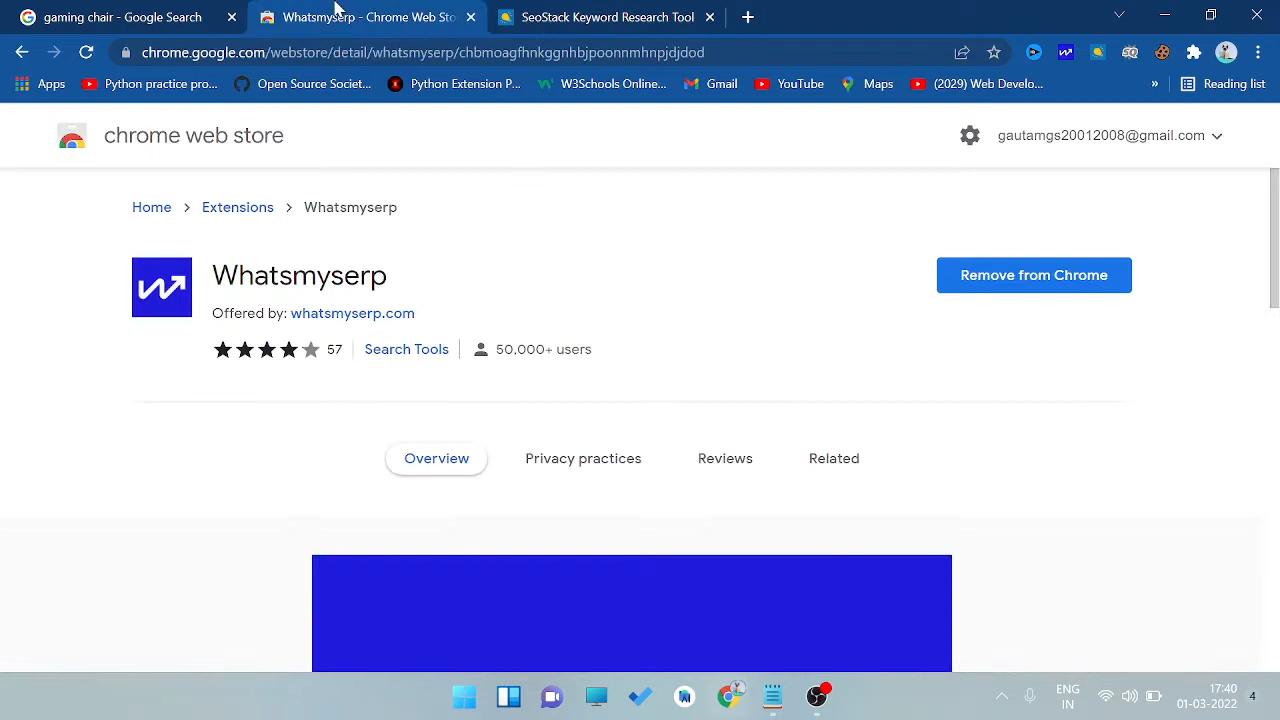 gaming chair - Google Search
Whatsmyserp - Chrome Web Sto
SeoStack Keyword Research Tool
chrome.google.com/webstore/detail/whatsmyserp/chbmoagfhnkggnhbjpoonnmhnpjdjdod
Apps
Python practice pro...
Open Source Societ...
Python Extension P...
W3Schools Online...
Gmail
YouTube
Maps
(2029) Web Develo...
»
Reading list
chrome web store
gautamgs20012008@gmail.com
Home > Extensions > Whatsmyserp
Whatsmyserp
Remove from Chrome
Offered by: whatsmyserp.com
57
Search Tools
50,000+ users
Overview
Privacy practices
Reviews
Related
ENG
IN
17:40
01-03-2022
4